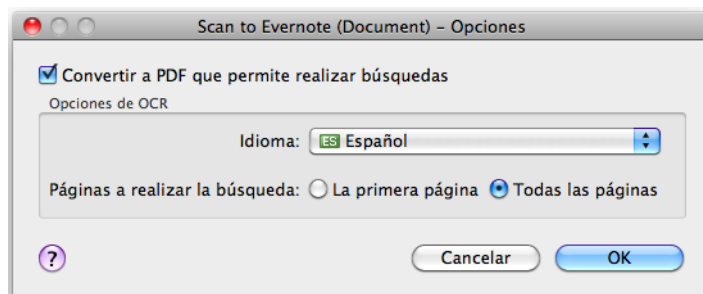 Scan to Evernote (Document) – Opciones
Convertir a PDF que permite realizar búsquedas
Opciones de OCR
Idioma: ES Español
Páginas a realizar la búsqueda: La primera página Todas las páginas
? Cancelar OK